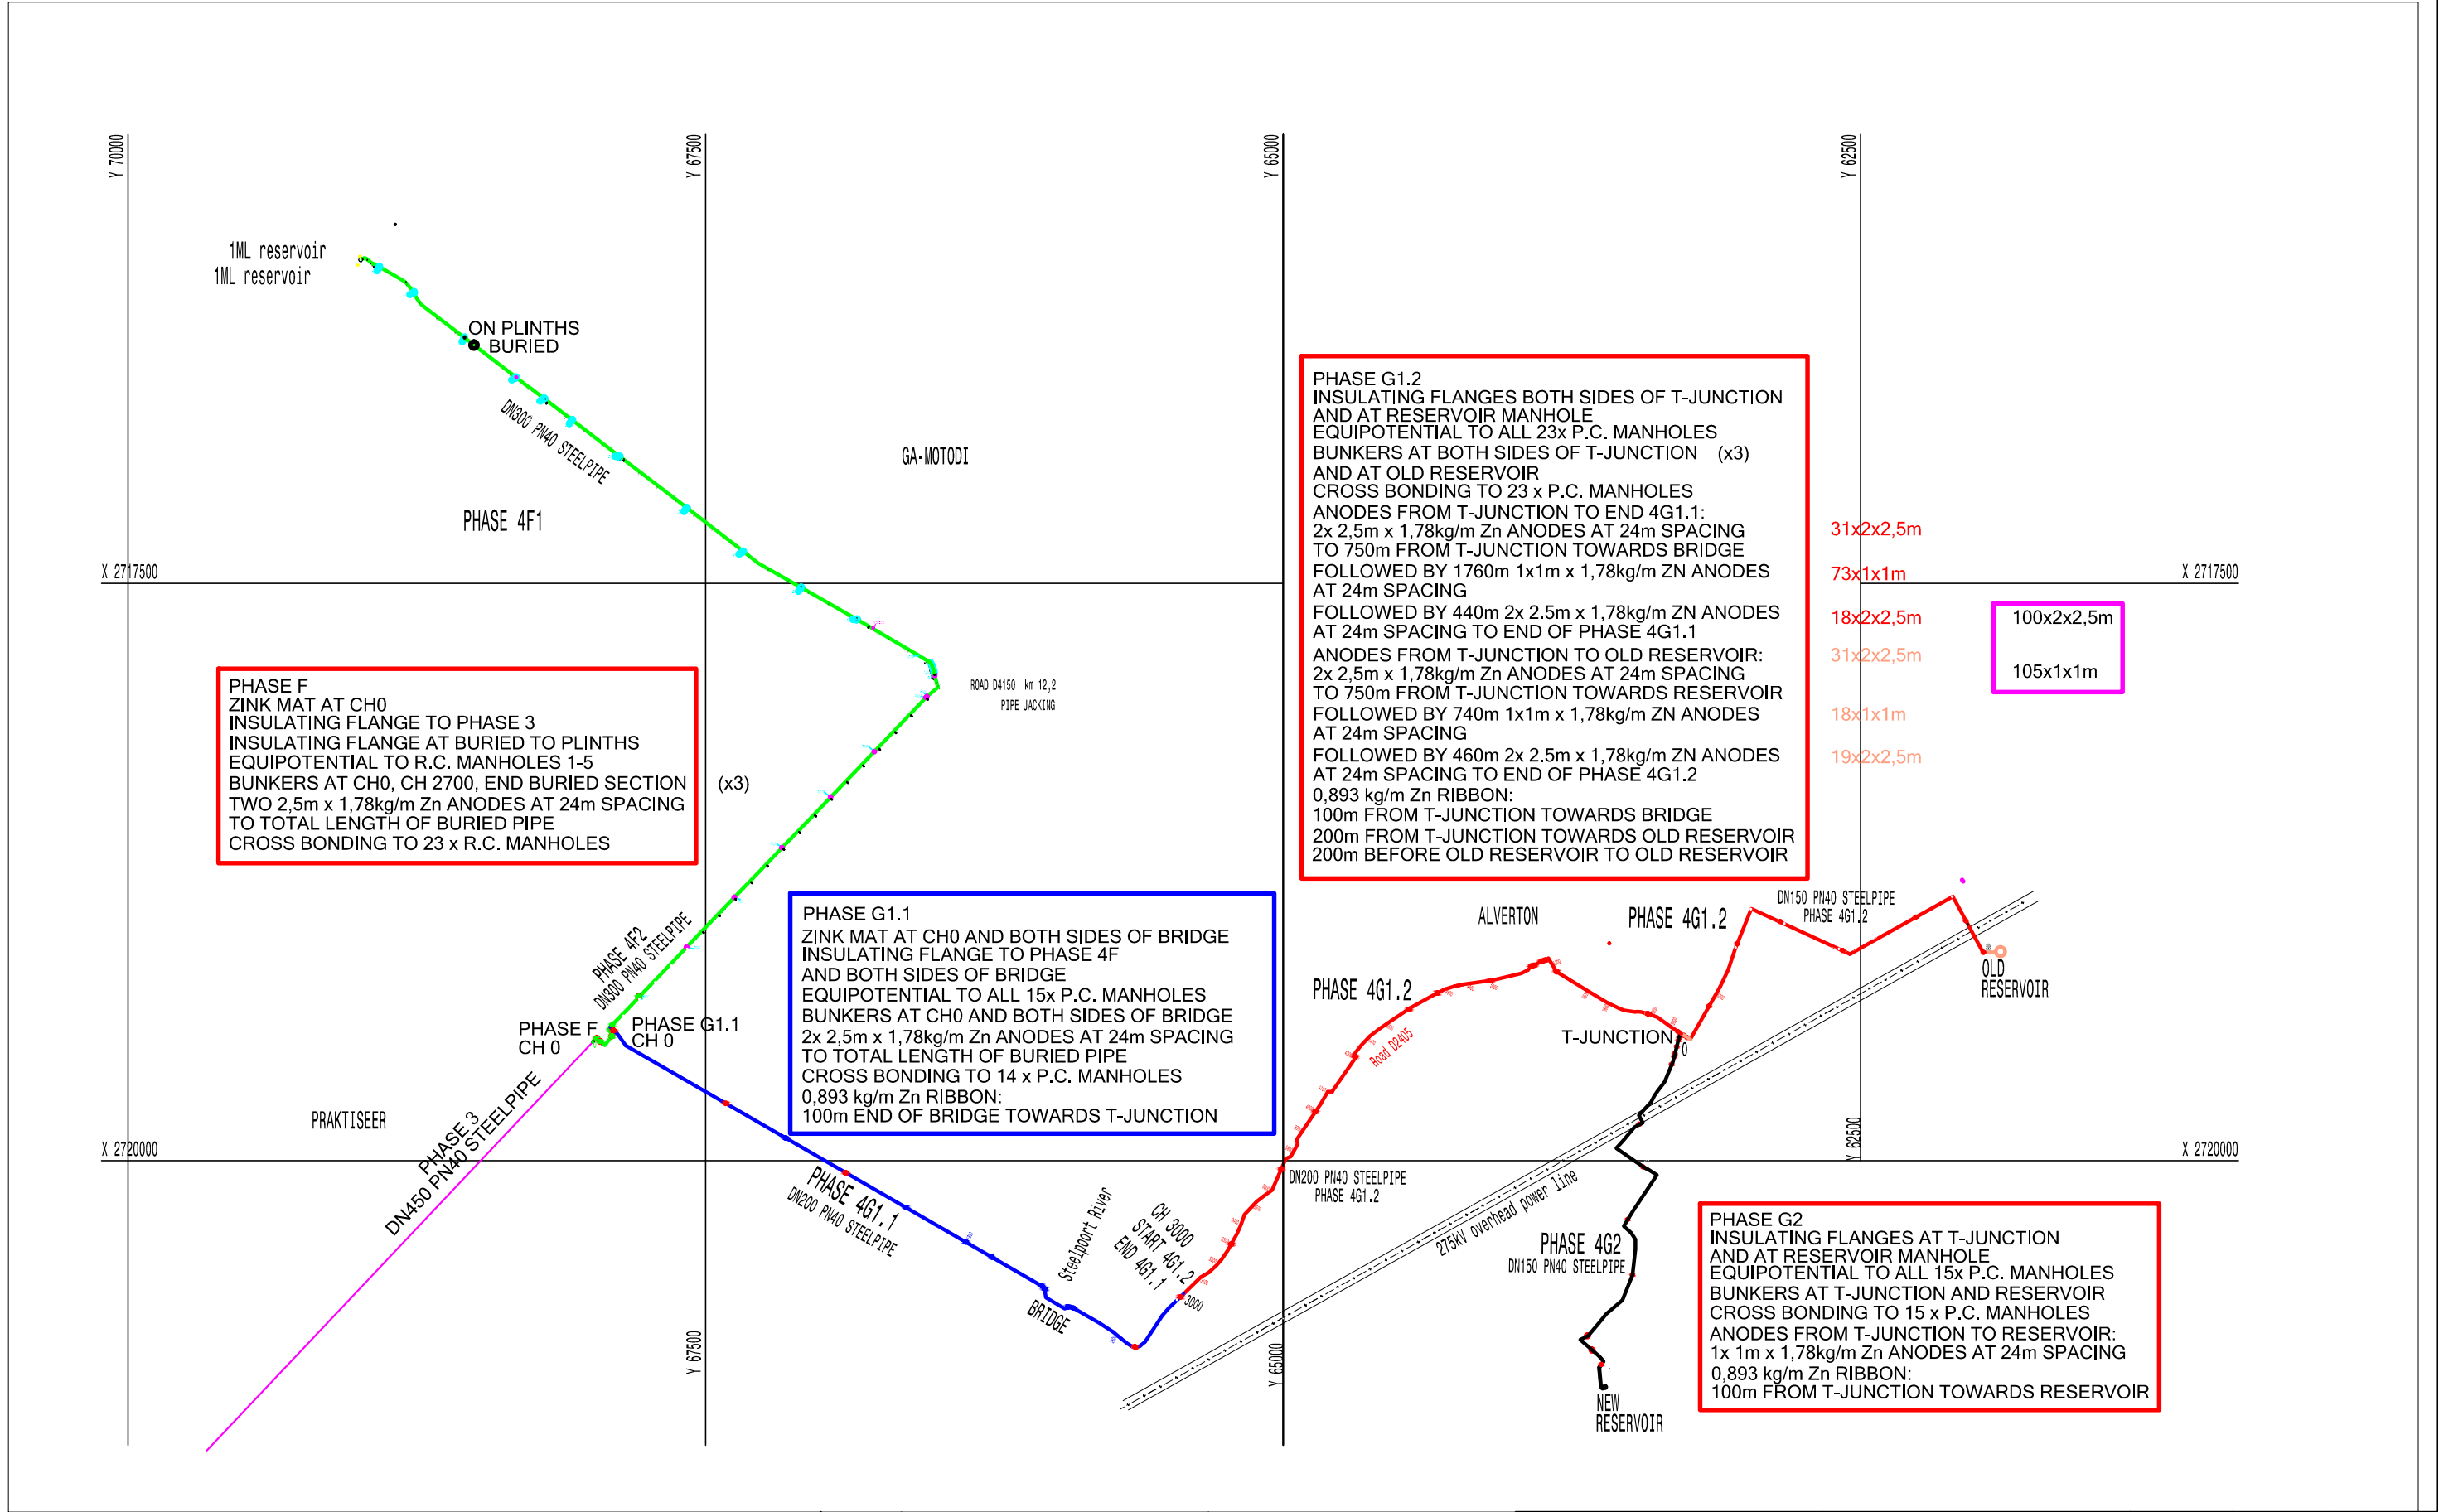 Y 70000
Y 67500
Y 65000
Y 62500
1ML reservoir
1ML reservoir
ON PLINTHS
BURIED
DN300 PN40 STEELPIPE
GA-MOTODI
PHASE 4F1
X 2717500
X 2717500
PHASE G1.2
INSULATING FLANGES BOTH SIDES OF T-JUNCTION
AND AT RESERVOIR MANHOLE
EQUIPOTENTIAL TO ALL 23x P.C. MANHOLES
BUNKERS AT BOTH SIDES OF T-JUNCTION (x3)
AND AT OLD RESERVOIR
CROSS BONDING TO 23 x P.C. MANHOLES
ANODES FROM T-JUNCTION TO END 4G1.1:
2x 2,5m x 1,78kg/m Zn ANODES AT 24m SPACING
TO 750m FROM T-JUNCTION TOWARDS BRIDGE
FOLLOWED BY 1760m 1x1m x 1,78kg/m ZN ANODES
AT 24m SPACING
FOLLOWED BY 440m 2x 2.5m x 1,78kg/m ZN ANODES
AT 24m SPACING TO END OF PHASE 4G1.1
ANODES FROM T-JUNCTION TO OLD RESERVOIR:
2x 2,5m x 1,78kg/m Zn ANODES AT 24m SPACING
TO 750m FROM T-JUNCTION TOWARDS RESERVOIR
FOLLOWED BY 740m 1x1m x 1,78kg/m ZN ANODES
AT 24m SPACING
FOLLOWED BY 460m 2x 2.5m x 1,78kg/m ZN ANODES
AT 24m SPACING TO END OF PHASE 4G1.2
0,893 kg/m Zn RIBBON:
100m FROM T-JUNCTION TOWARDS BRIDGE
200m FROM T-JUNCTION TOWARDS OLD RESERVOIR
200m BEFORE OLD RESERVOIR TO OLD RESERVOIR
31x2x2,5m
73x1x1m
18x2x2,5m
31x2x2,5m
18x1x1m
19x2x2,5m
100x2x2,5m
105x1x1m
PHASE F
ZINK MAT AT CH0
INSULATING FLANGE TO PHASE 3
INSULATING FLANGE AT BURIED TO PLINTHS
EQUIPOTENTIAL TO R.C. MANHOLES 1-5
BUNKERS AT CH0, CH 2700, END BURIED SECTION (x3)
TWO 2,5m x 1,78kg/m Zn ANODES AT 24m SPACING
TO TOTAL LENGTH OF BURIED PIPE
CROSS BONDING TO 23 x R.C. MANHOLES
ROAD D4150 km 12,2
PIPE JACKING
PHASE 4F2
DN300 PN40 STEELPIPE
PHASE F
CH 0
PHASE G1.1
CH 0
PHASE G1.1
ZINK MAT AT CH0 AND BOTH SIDES OF BRIDGE
INSULATING FLANGE TO PHASE 4F
AND BOTH SIDES OF BRIDGE
EQUIPOTENTIAL TO ALL 15x P.C. MANHOLES
BUNKERS AT CH0 AND BOTH SIDES OF BRIDGE
2x 2,5m x 1,78kg/m Zn ANODES AT 24m SPACING
TO TOTAL LENGTH OF BURIED PIPE
CROSS BONDING TO 14 x P.C. MANHOLES
0,893 kg/m Zn RIBBON:
100m END OF BRIDGE TOWARDS T-JUNCTION
ALVERTON
PHASE 4G1.2
DN150 PN40 STEELPIPE
PHASE 4G1.2
OLD
RESERVOIR
PHASE 4G1.2
Road D2405
T-JUNCTION
0
PRAKTISEER
PHASE 3
DN450 PN40 STEELPIPE
X 2720000
X 2720000
Y 62500
PHASE 4G1.1
DN200 PN40 STEELPIPE
Steelpoort River
BRIDGE
CH 3000
START 4G1.2
END 4G1.1
3000
DN200 PN40 STEELPIPE
PHASE 4G1.2
275kV overhead power line
PHASE 4G2
DN150 PN40 STEELPIPE
NEW
RESERVOIR
PHASE G2
INSULATING FLANGES AT T-JUNCTION
AND AT RESERVOIR MANHOLE
EQUIPOTENTIAL TO ALL 15x P.C. MANHOLES
BUNKERS AT T-JUNCTION AND RESERVOIR
CROSS BONDING TO 15 x P.C. MANHOLES
ANODES FROM T-JUNCTION TO RESERVOIR:
1x 1m x 1,78kg/m Zn ANODES AT 24m SPACING
0,893 kg/m Zn RIBBON:
100m FROM T-JUNCTION TOWARDS RESERVOIR
Y 67500
Y 65000